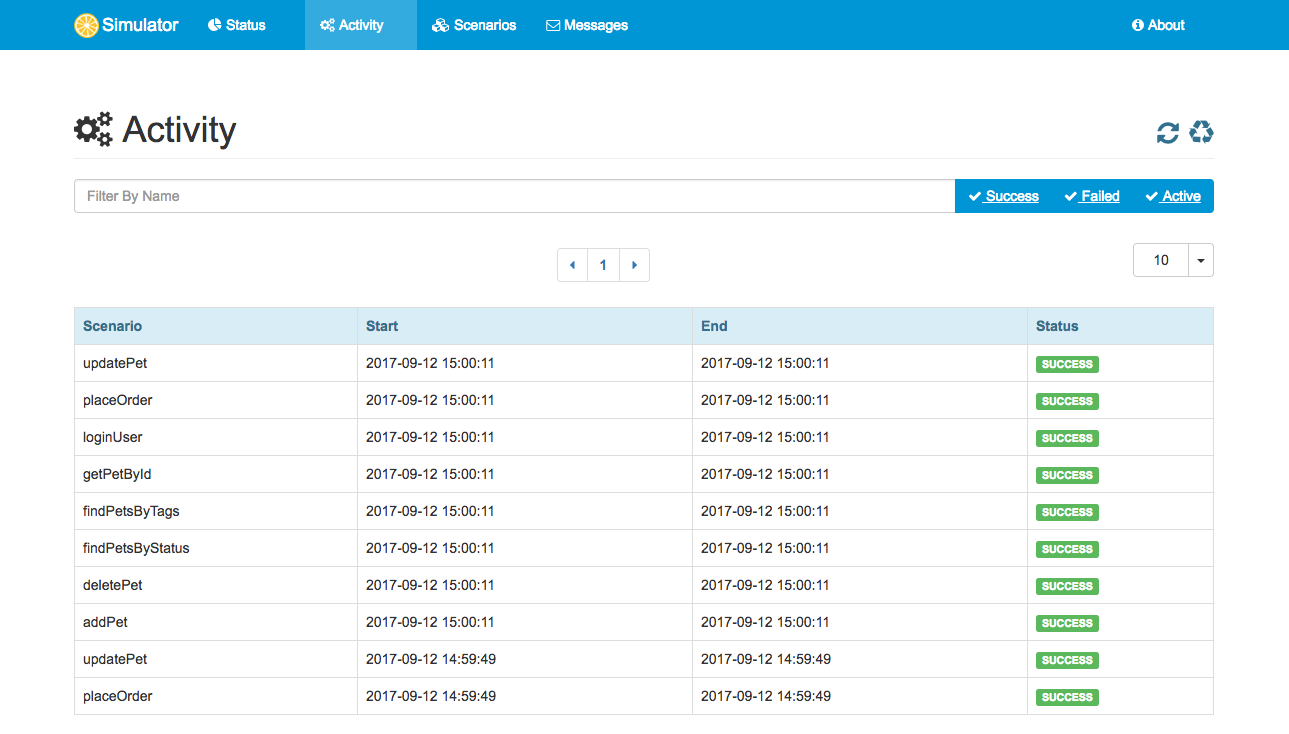 Simulator Status Activity Scenarios Messages About
Activity
Filter By Name Success Failed Active
1 10
Scenario Start End Status
updatePet 2017-09-12 15:00:11 2017-09-12 15:00:11 SUCCESS
placeOrder 2017-09-12 15:00:11 2017-09-12 15:00:11 SUCCESS
loginUser 2017-09-12 15:00:11 2017-09-12 15:00:11 SUCCESS
getPetById 2017-09-12 15:00:11 2017-09-12 15:00:11 SUCCESS
findPetsByTags 2017-09-12 15:00:11 2017-09-12 15:00:11 SUCCESS
findPetsByStatus 2017-09-12 15:00:11 2017-09-12 15:00:11 SUCCESS
deletePet 2017-09-12 15:00:11 2017-09-12 15:00:11 SUCCESS
addPet 2017-09-12 15:00:11 2017-09-12 15:00:11 SUCCESS
updatePet 2017-09-12 14:59:49 2017-09-12 14:59:49 SUCCESS
placeOrder 2017-09-12 14:59:49 2017-09-12 14:59:49 SUCCESS